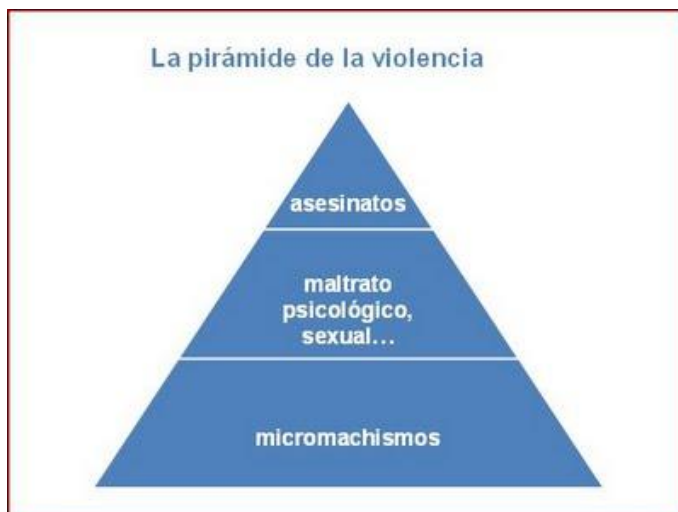 La pirámide de la violencia
asesinatos
maltrato
psicológico,
sexual...
micromachismos